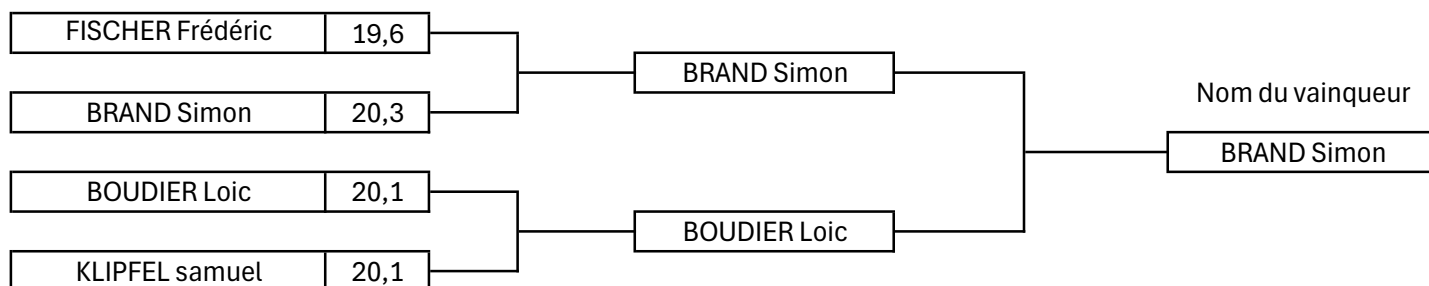 FISCHER Frédéric 19,6
BRAND Simon 20,3
BOUDIER Loic 20,1
KLIPFEL samuel 20,1
BRAND Simon
BOUDIER Loic
Nom du vainqueur
BRAND Simon